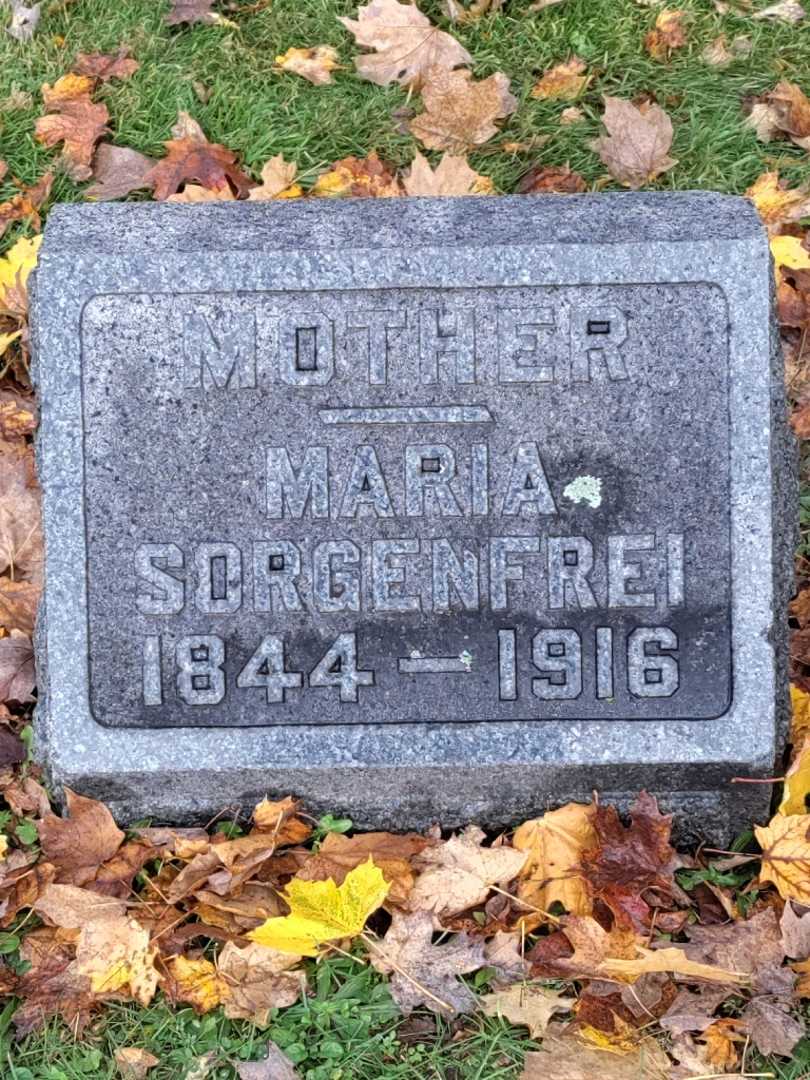 MOTHER
MARIA
SORGENFREI
1844 — 1916